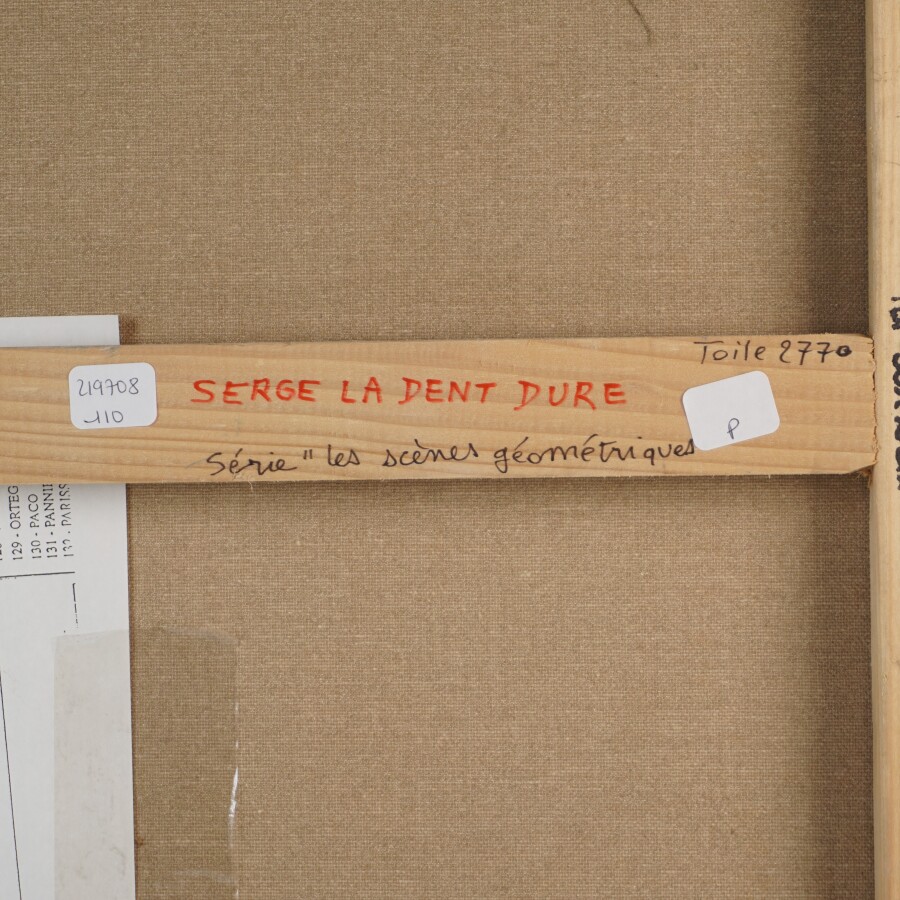 Toile 2770
219708
110
SERGE LA DENT DURE
P
Série " les scènes géométriques
129 - ORTEG
130 - PACO
131 - PANNI
132 - PARISS